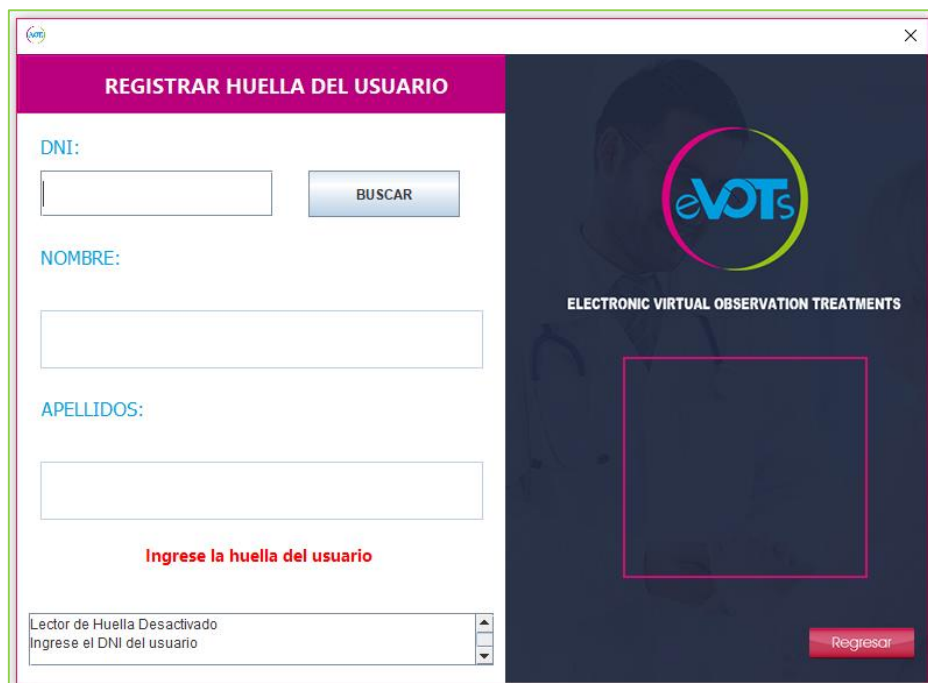 eVOTs
REGISTRAR HUELLA DEL USUARIO
DNI:
BUSCAR
NOMBRE:
APELLIDOS:
Ingrese la huella del usuario
Lector de Huella Desactivado
Ingrese el DNI del usuario
eVOTs
ELECTRONIC VIRTUAL OBSERVATION TREATMENTS
Regresar